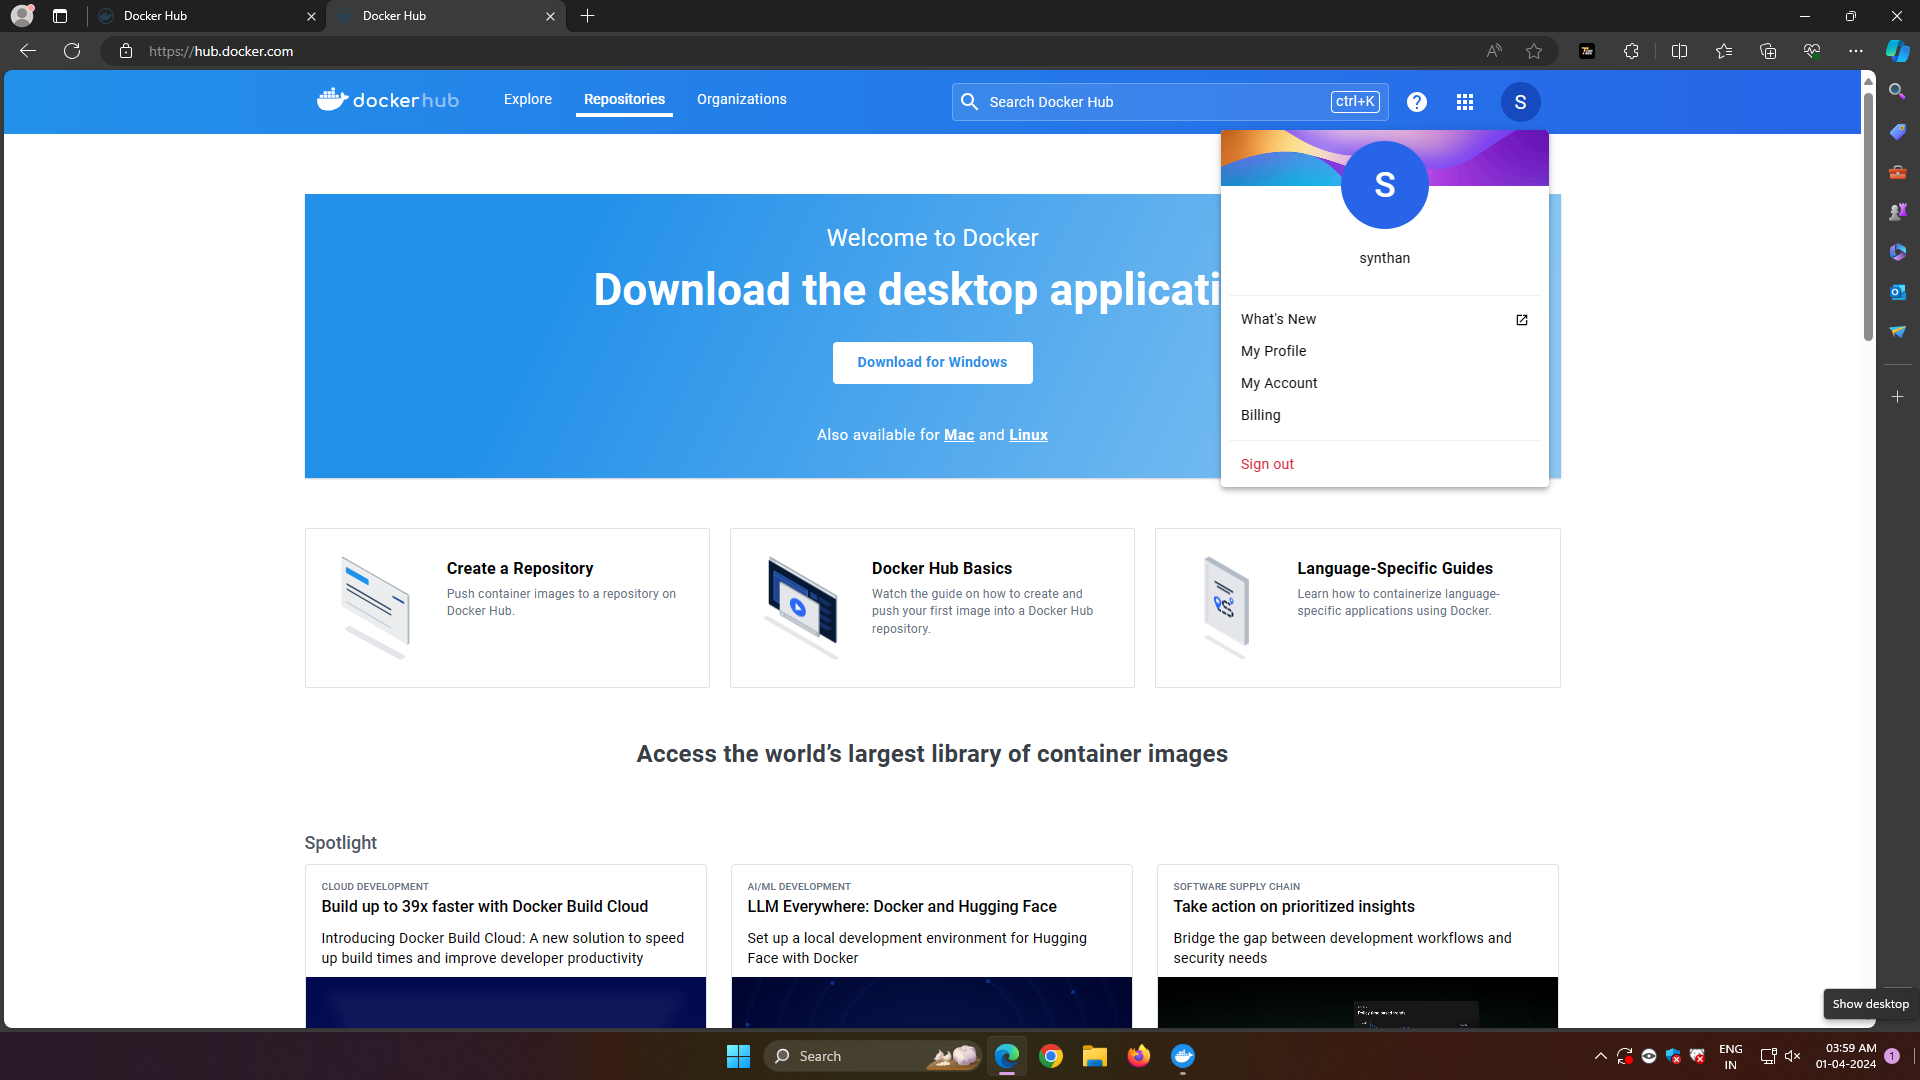 Docker Hub
Docker Hub
https://hub.docker.com
docker hub
Explore
Repositories
Organizations
Search Docker Hub
ctrl+K
S
S
synthan
What's New
My Profile
My Account
Billing
Sign out
Welcome to Docker
Download the desktop applicati
Download for Windows
Also available for Mac and Linux
Create a Repository
Push container images to a repository on
Docker Hub.
Docker Hub Basics
Watch the guide on how to create and
push your first image into a Docker Hub
repository.
Language-Specific Guides
Learn how to containerize language-
specific applications using Docker.
Access the world’s largest library of container images
Spotlight
CLOUD DEVELOPMENT
Build up to 39x faster with Docker Build Cloud
Introducing Docker Build Cloud: A new solution to speed
up build times and improve developer productivity
AI/ML DEVELOPMENT
LLM Everywhere: Docker and Hugging Face
Set up a local development environment for Hugging
Face with Docker
SOFTWARE SUPPLY CHAIN
Take action on prioritized insights
Bridge the gap between development workflows and
security needs
Show desktop
Search
ENG
IN
03:59 AM
01-04-2024
1